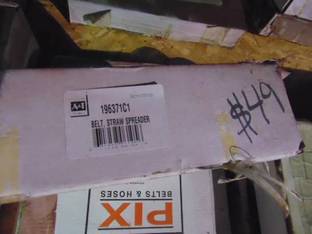 A&I
196371C1
BELT, STRAW SPREADER
$49
PIX
BELTS & HOSES